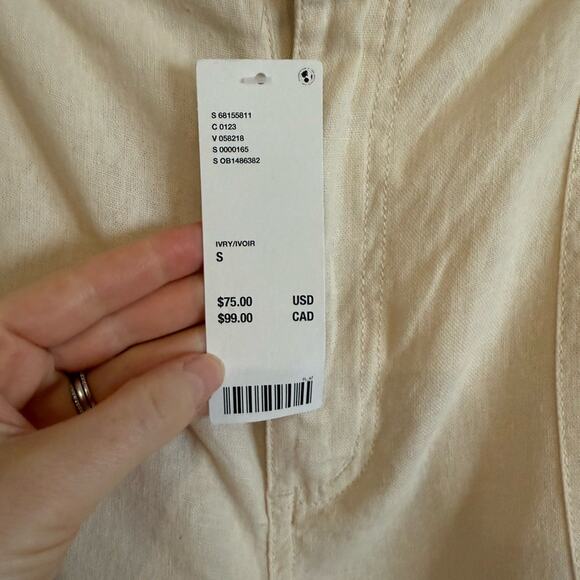 S 68155811
C 0123
V 058218
S 0000165
S OB1486382
IVRY/IVOIR
S
$75.00 USD
$99.00 CAD